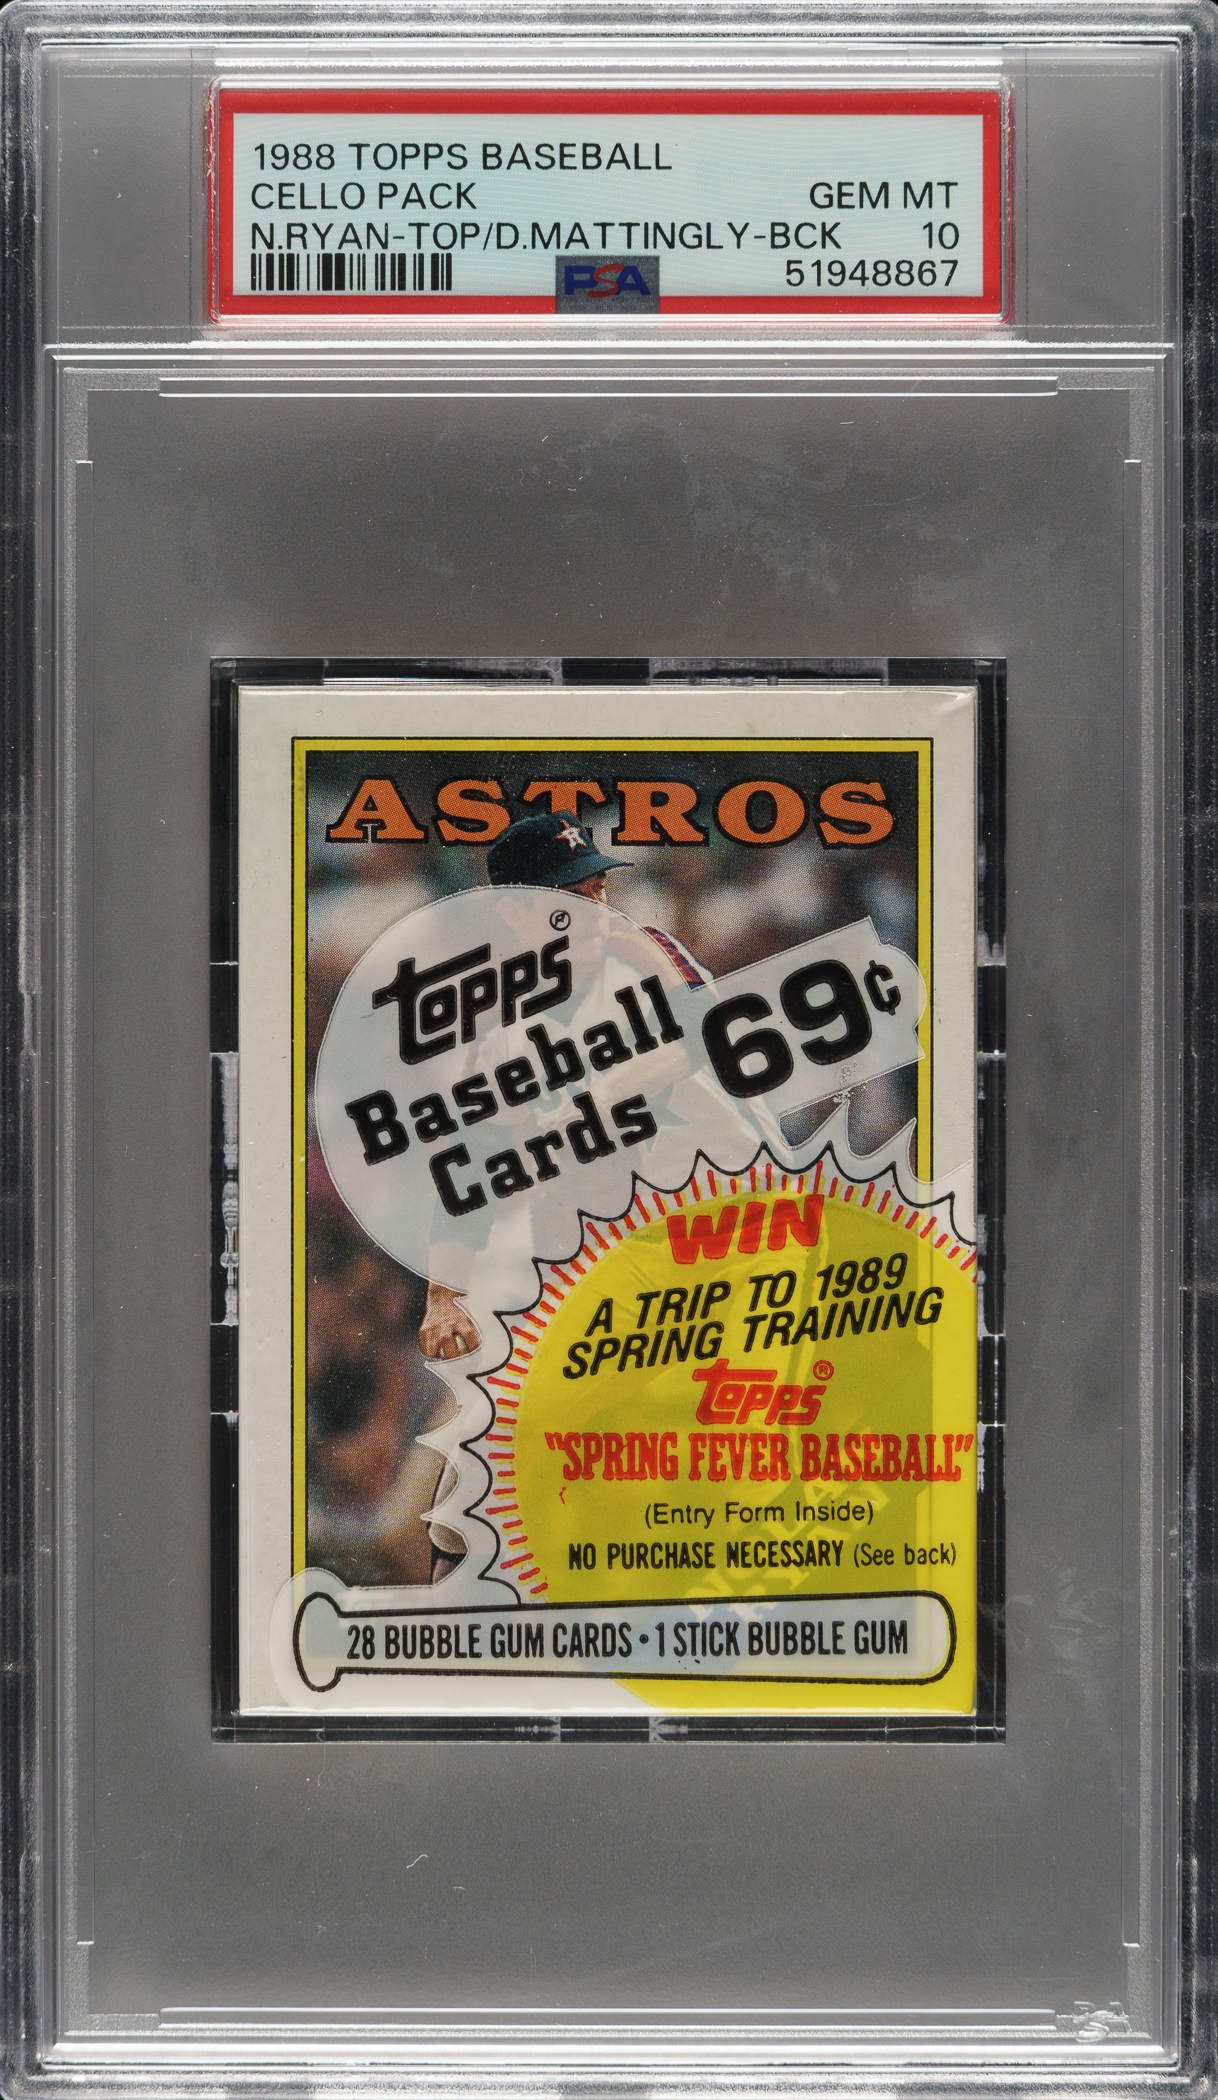 1988 TOPPS BASEBALL
CELLO PACK GEM MT
N.RYAN-TOP/D.MATTINGLY-BCK 10
PSA 51948867
ASTROS
Topps®
Baseball
Cards
69¢
WIN
A TRIP TO 1989
SPRING TRAINING
Topps®
"SPRING FEVER BASEBALL"
(Entry Form Inside)
NO PURCHASE NECESSARY (See back)
28 BUBBLE GUM CARDS • 1 STICK BUBBLE GUM
PSA